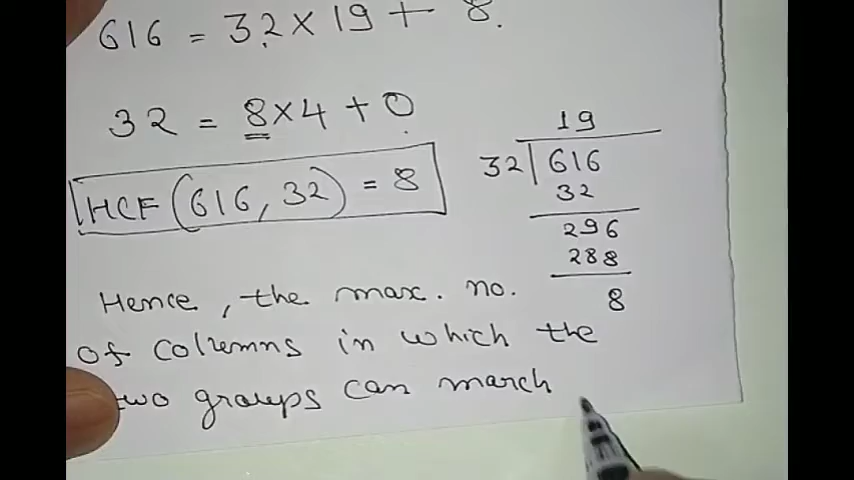 616 = 32 × 19 + 8.
32 = 8 × 4 + 0
HCF (616, 32) = 8
19
32 616
32
296
288
8
Hence, the max. no.
of columns in which the
two groups can march